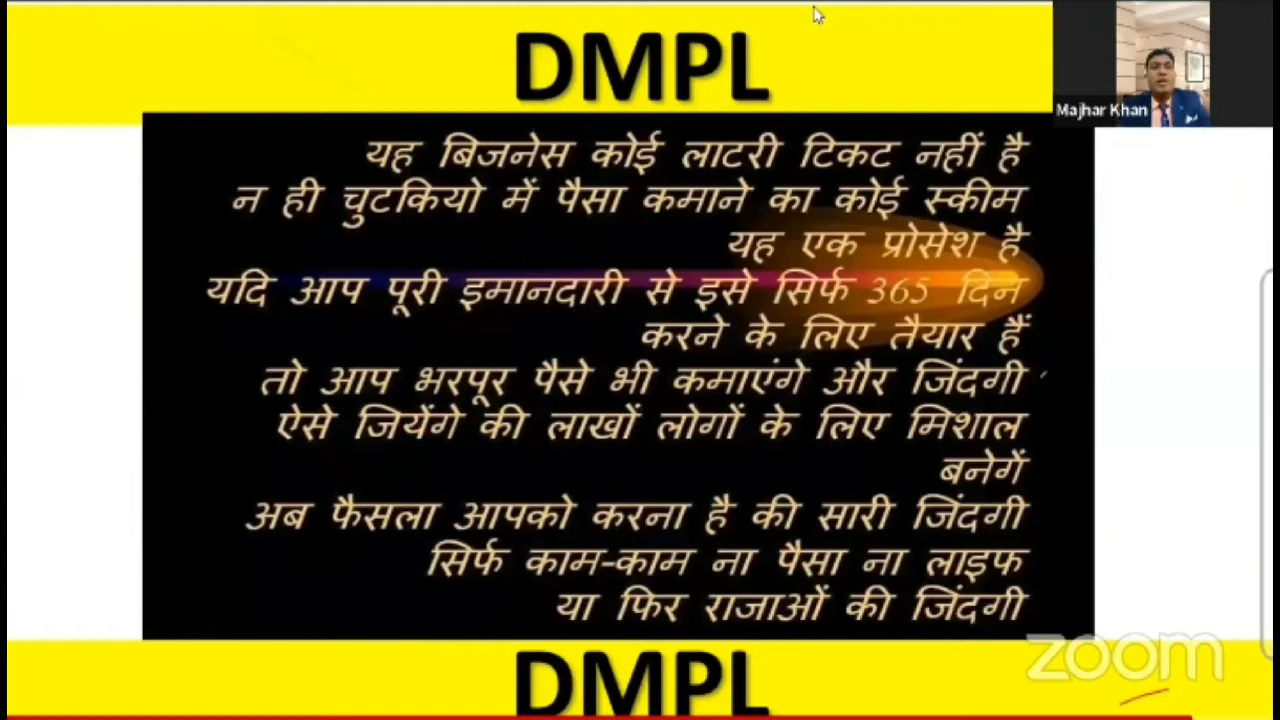 DMPL
Majhar Khan
यह बिजनेस कोई लाटरी टिकट नहीं है
न ही चुटकियो में पैसा कमाने का कोई स्कीम
यह एक प्रोसेश है
यदि आप पूरी इमानदारी से इसे सिर्फ 365 दिन
करने के लिए तैयार हैं
तो आप भरपूर पैसे भी कमाएंगे और जिंदगी
ऐसे जियेंगे की लाखों लोगों के लिए मिशाल
बनेगें
अब फैसला आपको करना है की सारी जिंदगी
सिर्फ काम-काम ना पैसा ना लाइफ
या फिर राजाओं की जिंदगी
zoom
DMPL